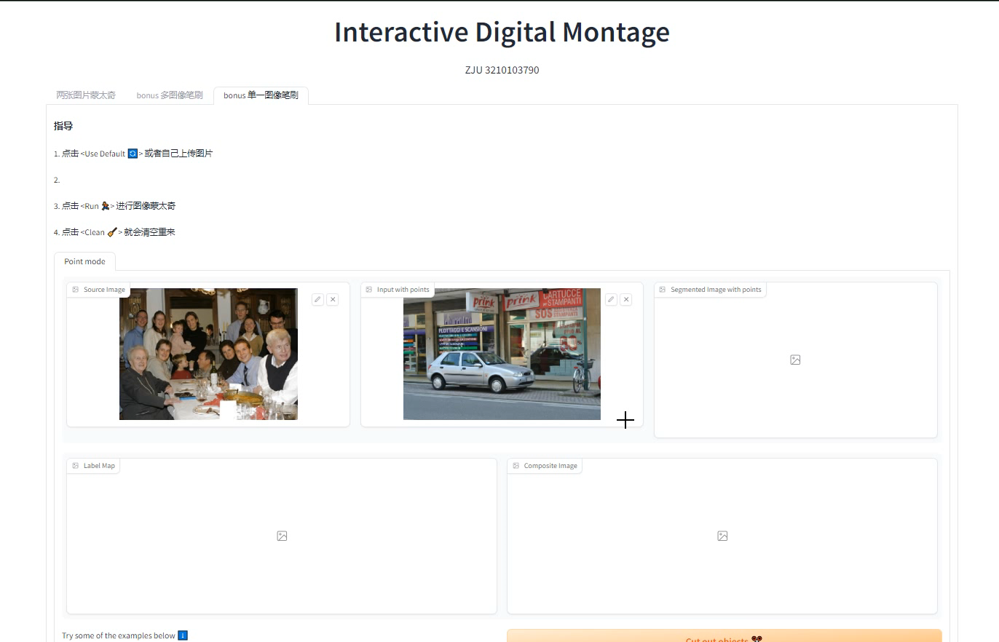 Interactive Digital Montage
ZJU 3210103790
两张图片蒙太奇
bonus 多图像笔刷
bonus 单一图像笔刷
指导
1. 点击 <Use Default 🔄 > 或者自己上传图片
2.
3. 点击 <Run > 进行图像蒙太奇
4. 点击 <Clean > 就会清空重来
Point mode
Source Image
Input with points
Segmented Image with points
prink
prink
CARTUCCE
STAMPANTI
SOS
STAMPANTI
PLOTTAGGI E SCANSIONI
Label Map
Composite Image
Try some of the examples below ⬇️
Cut out objects